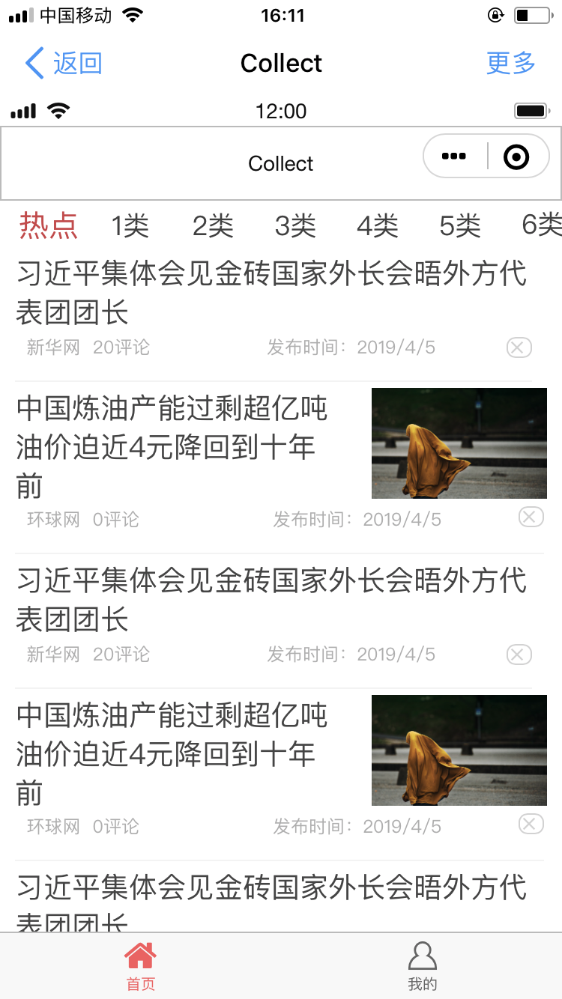 中国移动 16:11
返回 Collect 更多
12:00
Collect
热点 1类 2类 3类 4类 5类 6类
习近平集体会见金砖国家外长会晤外方代
表团团长
新华网 20评论 发布时间：2019/4/5
中国炼油产能过剩超亿吨
油价迫近4元降回到十年
前
环球网 0评论 发布时间：2019/4/5
习近平集体会见金砖国家外长会晤外方代
表团团长
新华网 20评论 发布时间：2019/4/5
中国炼油产能过剩超亿吨
油价迫近4元降回到十年
前
环球网 0评论 发布时间：2019/4/5
习近平集体会见金砖国家外长会晤外方代
表团团长
首页 我的